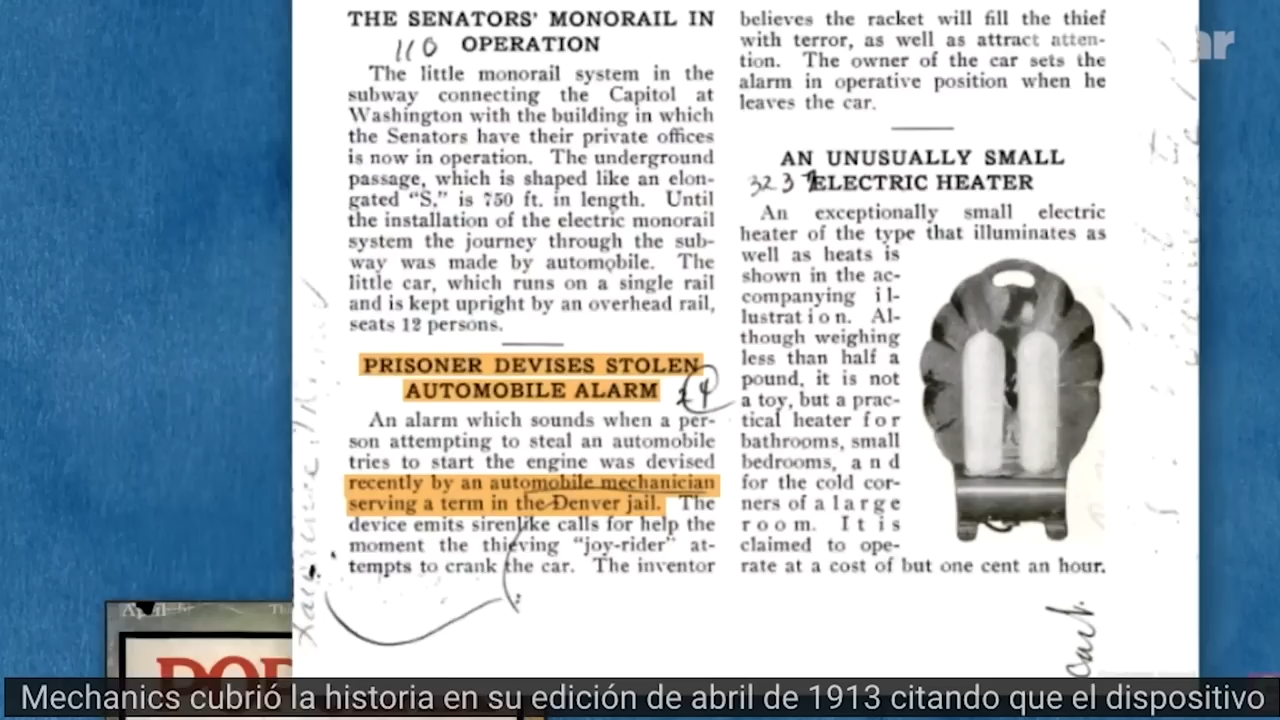 THE SENATORS' MONORAIL IN
OPERATION
110
The little monorail system in the
subway connecting the Capitol at
Washington with the building in which
the Senators have their private offices
is now in operation. The underground
passage, which is shaped like an elon-
gated "S," is 750 ft. in length. Until
the installation of the electric monorail
system the journey through the sub-
way was made by automobile. The
little car, which runs on a single rail
and is kept upright by an overhead rail,
seats 12 persons.
PRISONER DEVISES STOLEN
AUTOMOBILE ALARM
An alarm which sounds when a per-
son attempting to steal an automobile
tries to start the engine was devised
recently by an automobile mechanician
serving a term in the Denver jail. The
device emits sirenlike calls for help the
moment the thieving "joy-rider" at-
tempts to crank the car. The inventor
believes the racket will fill the thief
with terror, as well as attract atten-
tion. The owner of the car sets the
alarm in operative position when he
leaves the car.
AN UNUSUALLY SMALL
323 ELECTRIC HEATER
An exceptionally small electric
heater of the type that illuminates as
well as heats is
shown in the ac-
companying il-
lustration. Al-
though weighing
less than half a
pound, it is not
a toy, but a prac-
tical heater for
bathrooms, small
bedrooms, and
for the cold cor-
ners of a large
room. It is
claimed to ope-
rate at a cost of but one cent an hour.
ar
April
Mechanics cubrió la historia en su edición de abril de 1913 citando que el dispositivo